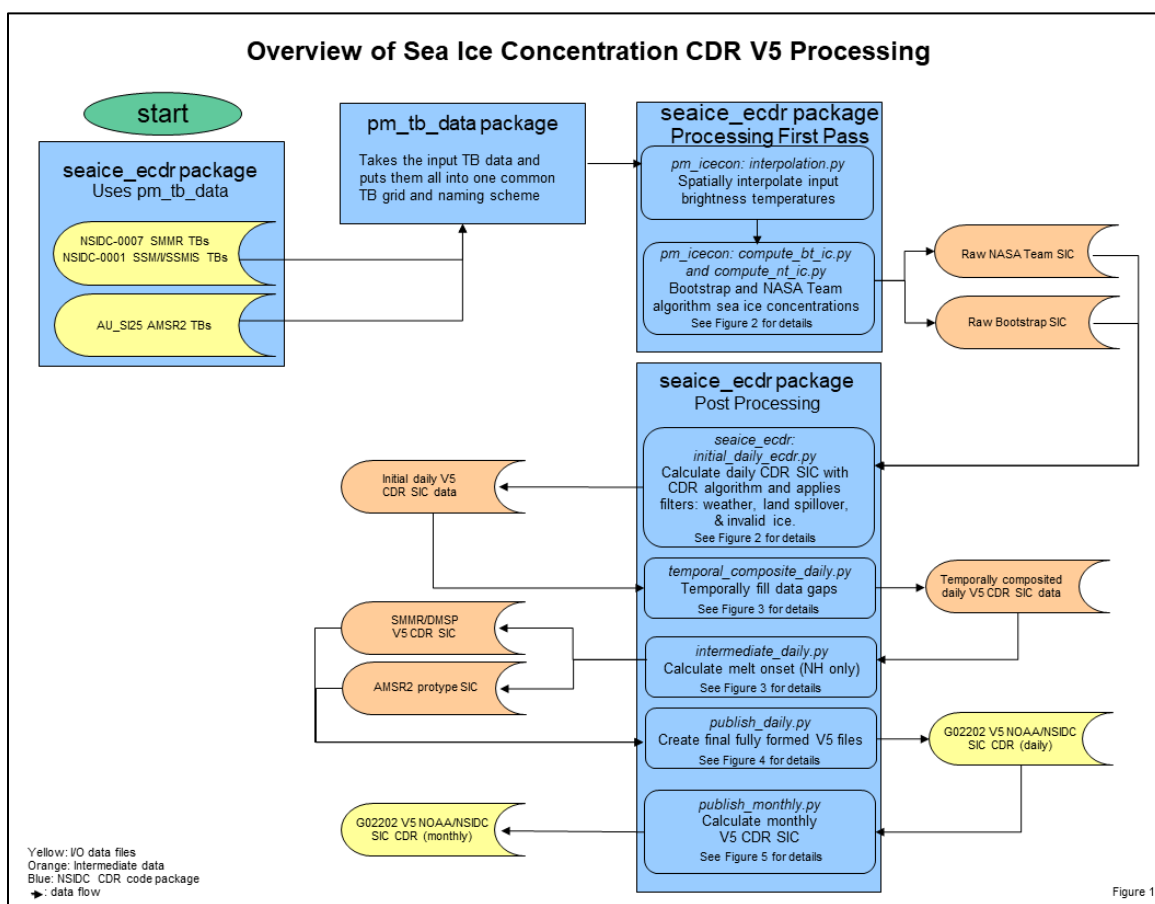 Overview of Sea Ice Concentration CDR V5 Processing
start
seaice_ecdr package
Uses pm_tb_data
NSIDC-0007 SMMR TBs
NSIDC-0001 SSM/I/SSMIS TBs
AU_SI25 AMSR2 TBs
pm_tb_data package
Takes the input TB data and
puts them all into one common
TB grid and naming scheme
seaice_ecdr package
Processing First Pass
pm_icecon: interpolation.py
Spatially interpolate input
brightness temperatures
pm_icecon: compute_bt_ic.py
and compute_nt_ic.py
Bootstrap and NASA Team
algorithm sea ice concentrations
See Figure 2 for details
Raw NASA Team SIC
Raw Bootstrap SIC
seaice_ecdr package
Post Processing
seaice_ecdr:
initial_daily_ecdr.py
Calculate daily CDR SIC with
CDR algorithm and applies
filters: weather, land spillover,
& invalid ice.
See Figure 2 for details
Initial daily V5
CDR SIC data
temporal_composite_daily.py
Temporally fill data gaps
See Figure 3 for details
Temporally composited
daily V5 CDR SIC data
SMMR/DMSP
V5 CDR SIC
AMSR2 protype SIC
intermediate_daily.py
Calculate melt onset (NH only)
See Figure 3 for details
publish_daily.py
Create final fully formed V5 files
See Figure 4 for details
G02202 V5 NOAA/NSIDC
SIC CDR (daily)
publish_monthly.py
Calculate monthly
V5 CDR SIC
See Figure 5 for details
G02202 V5 NOAA/NSIDC
SIC CDR (monthly)
Yellow: I/O data files
Orange: Intermediate data
Blue: NSIDC CDR code package
: data flow
Figure 1